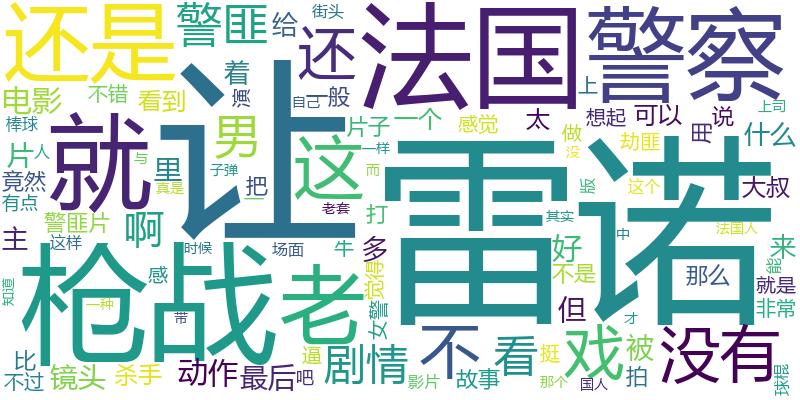 还是
警匪
给
街头
还
法国
警察
电影
不错
看到
着
演
自己
一般
让
上
上司
棒球
片
人
就
男
里
与
子弹
真是
片子
一个
感觉
太
想起
可以
用
说
什么
这
一样
而
做
没
劫匪
竟然
有点
主
警匪片
啊
把
老套
打
雷诺
其实
版
这个
大叔
法国人
这样
时候
场面
牛
多
好
中
来
能
知道
感
枪战
老
觉得
不是
那么
就是
非常
一种
带
女警
但
才
比
不过
镜头
杀手
动作
最后
吧
逼
剧情
影片
不
看
故事
挺
那个
戏
国人
被
拍
没有
球棍